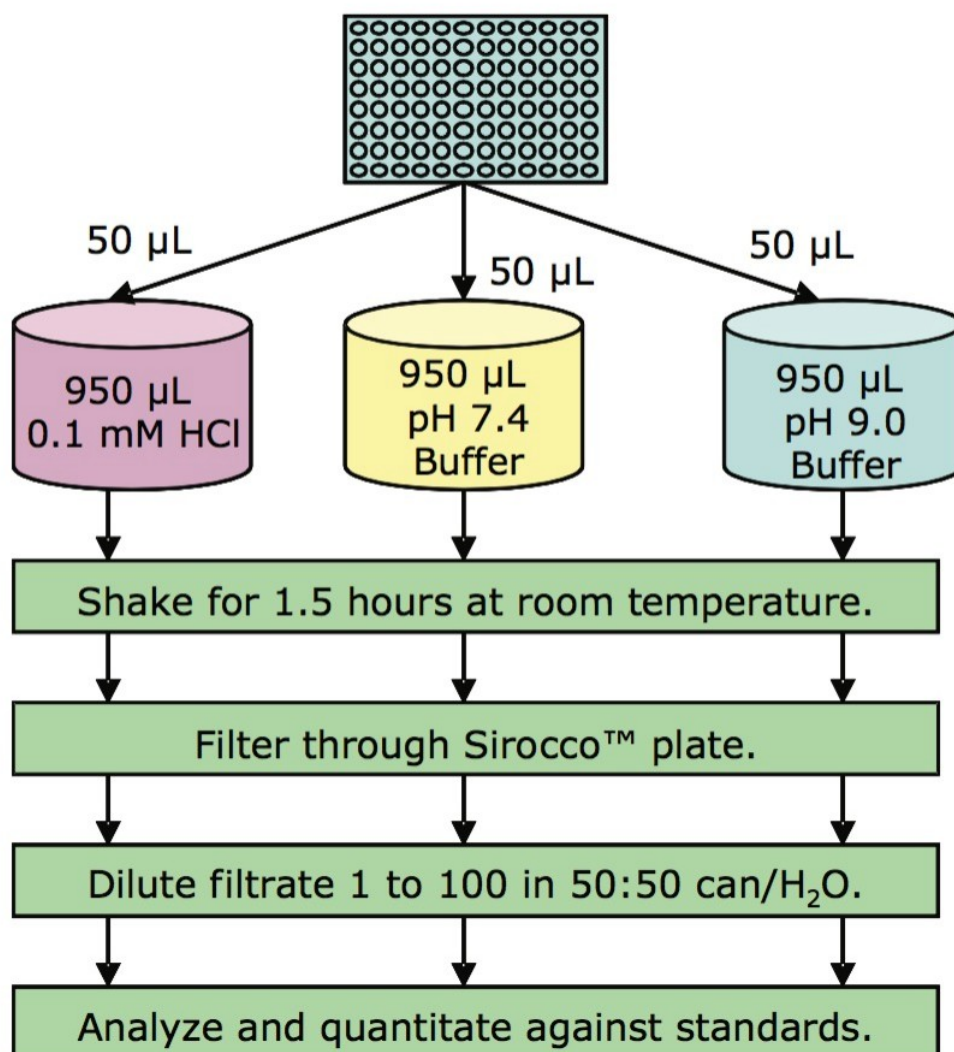 50 µL
50 µL
50 µL
950 µL
0.1 mM HCl
950 µL
pH 7.4
Buffer
950 µL
pH 9.0
Buffer
Shake for 1.5 hours at room temperature.
Filter through Sirocco™ plate.
Dilute filtrate 1 to 100 in 50:50 can/H₂O.
Analyze and quantitate against standards.